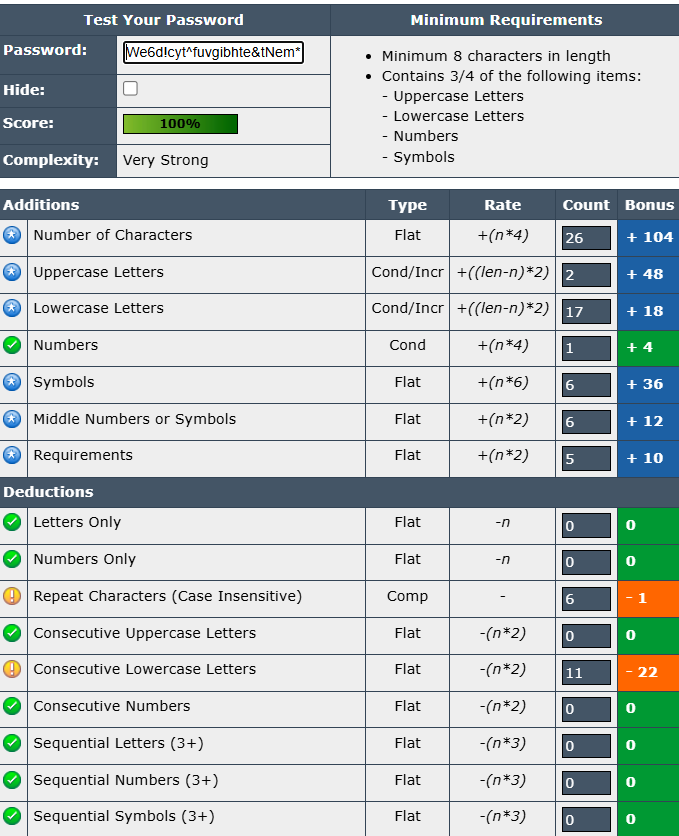 Test Your Password Minimum Requirements
Password: We6d!cyt^fuvgibhte&tNem*
• Minimum 8 characters in length
• Contains 3/4 of the following items:
- Uppercase Letters
- Lowercase Letters
- Numbers
- Symbols
Hide:
Score: 100%
Complexity: Very Strong
Additions Type Rate Count Bonus
Number of Characters Flat +(n*4) 26 + 104
Uppercase Letters Cond/Incr +((len-n)*2) 2 + 48
Lowercase Letters Cond/Incr +((len-n)*2) 17 + 18
Numbers Cond +(n*4) 1 + 4
Symbols Flat +(n*6) 6 + 36
Middle Numbers or Symbols Flat +(n*2) 6 + 12
Requirements Flat +(n*2) 5 + 10
Deductions
Letters Only Flat -n 0 0
Numbers Only Flat -n 0 0
Repeat Characters (Case Insensitive) Comp - 6 - 1
Consecutive Uppercase Letters Flat -(n*2) 0 0
Consecutive Lowercase Letters Flat -(n*2) 11 - 22
Consecutive Numbers Flat -(n*2) 0 0
Sequential Letters (3+) Flat -(n*3) 0 0
Sequential Numbers (3+) Flat -(n*3) 0 0
Sequential Symbols (3+) Flat -(n*3) 0 0